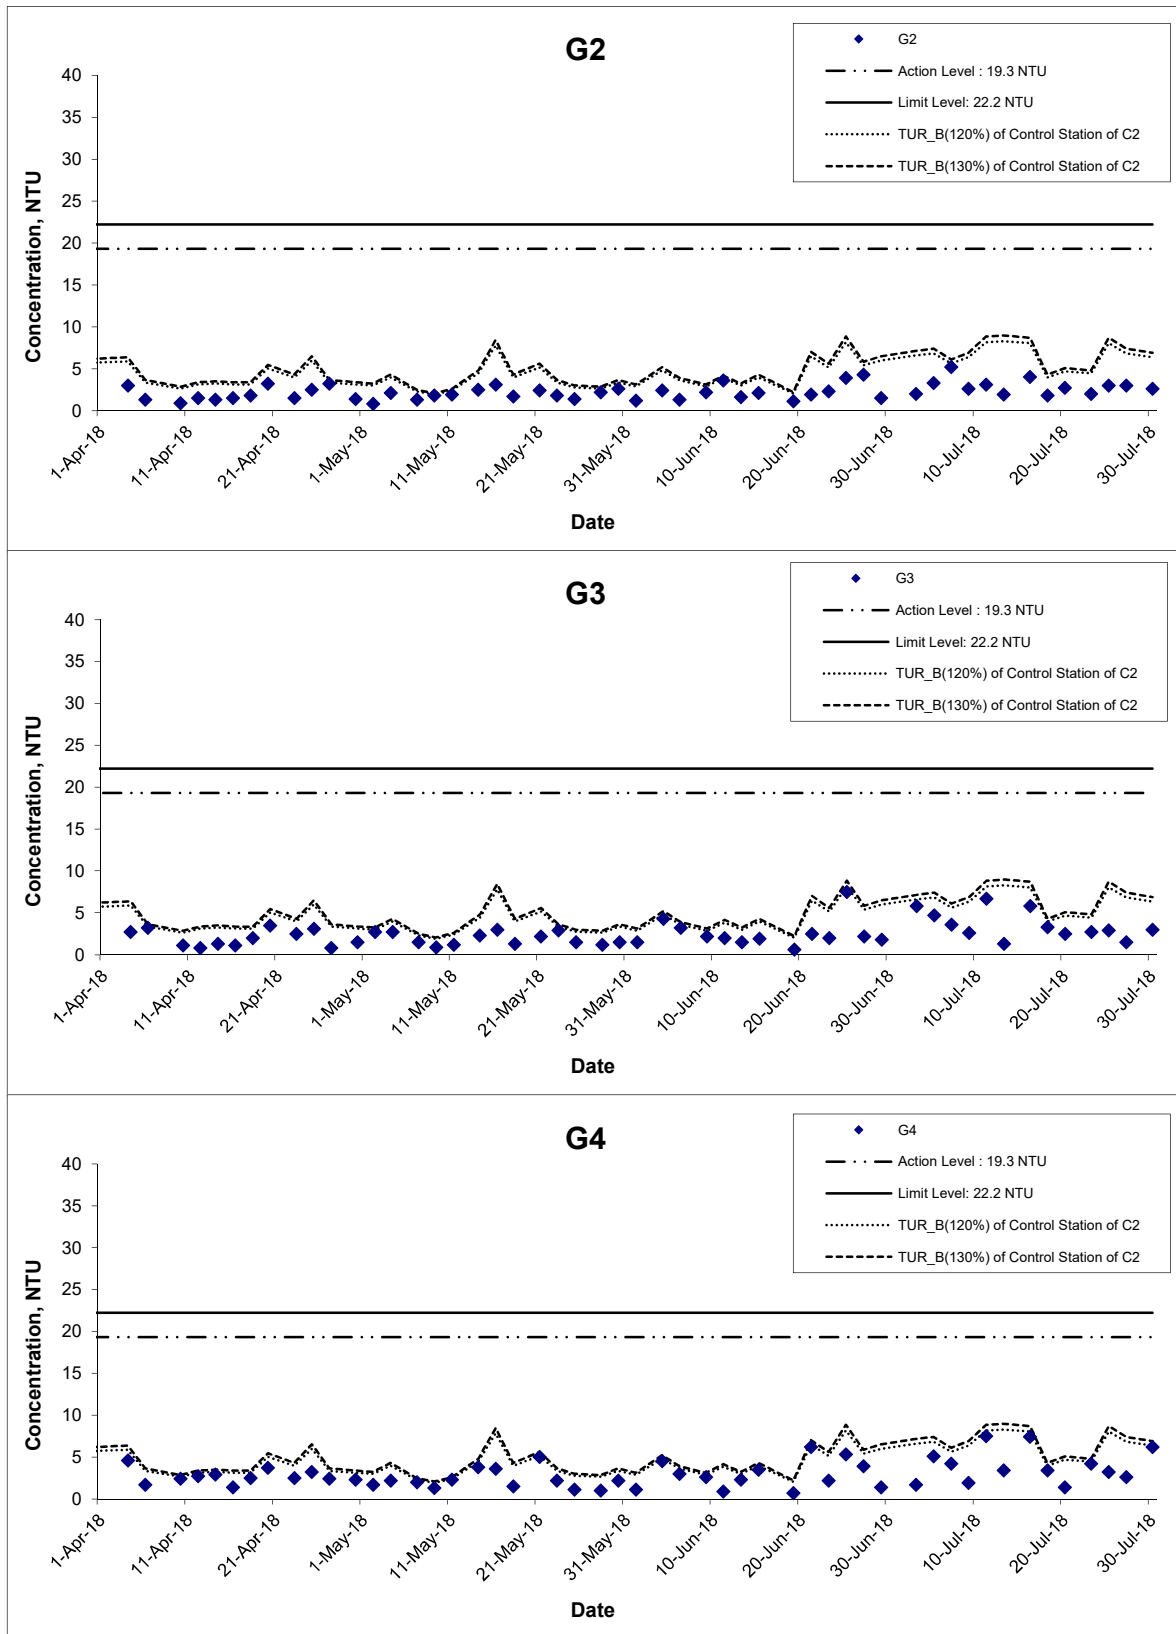 G2
G2
Action Level : 19.3 NTU
Limit Level: 22.2 NTU
TUR_B(120%) of Control Station of C2
TUR_B(130%) of Control Station of C2
Concentration, NTU
40
35
30
25
20
15
10
5
0
1-Apr-18
11-Apr-18
21-Apr-18
1-May-18
11-May-18
21-May-18
31-May-18
10-Jun-18
20-Jun-18
30-Jun-18
10-Jul-18
20-Jul-18
30-Jul-18
Date
G3
G3
Action Level : 19.3 NTU
Limit Level: 22.2 NTU
TUR_B(120%) of Control Station of C2
TUR_B(130%) of Control Station of C2
Concentration, NTU
40
35
30
25
20
15
10
5
0
1-Apr-18
11-Apr-18
21-Apr-18
1-May-18
11-May-18
21-May-18
31-May-18
10-Jun-18
20-Jun-18
30-Jun-18
10-Jul-18
20-Jul-18
30-Jul-18
Date
G4
G4
Action Level : 19.3 NTU
Limit Level: 22.2 NTU
TUR_B(120%) of Control Station of C2
TUR_B(130%) of Control Station of C2
Concentration, NTU
40
35
30
25
20
15
10
5
0
1-Apr-18
11-Apr-18
21-Apr-18
1-May-18
11-May-18
21-May-18
31-May-18
10-Jun-18
20-Jun-18
30-Jun-18
10-Jul-18
20-Jul-18
30-Jul-18
Date